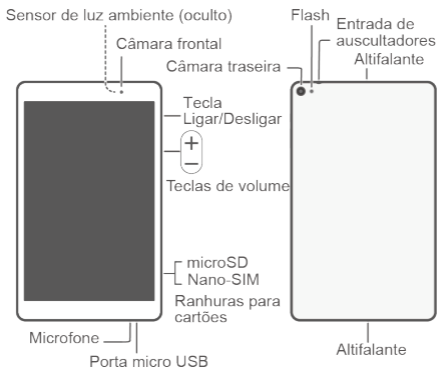 Sensor de luz ambiente (oculto)
Câmara frontal
Flash
Entrada de
auscultadores
Câmara traseira
Altifalante
Tecla
Ligar/Desligar
+
−
Teclas de volume
microSD
Nano-SIM
Ranhuras para
cartões
Microfone
Porta micro USB
Altifalante